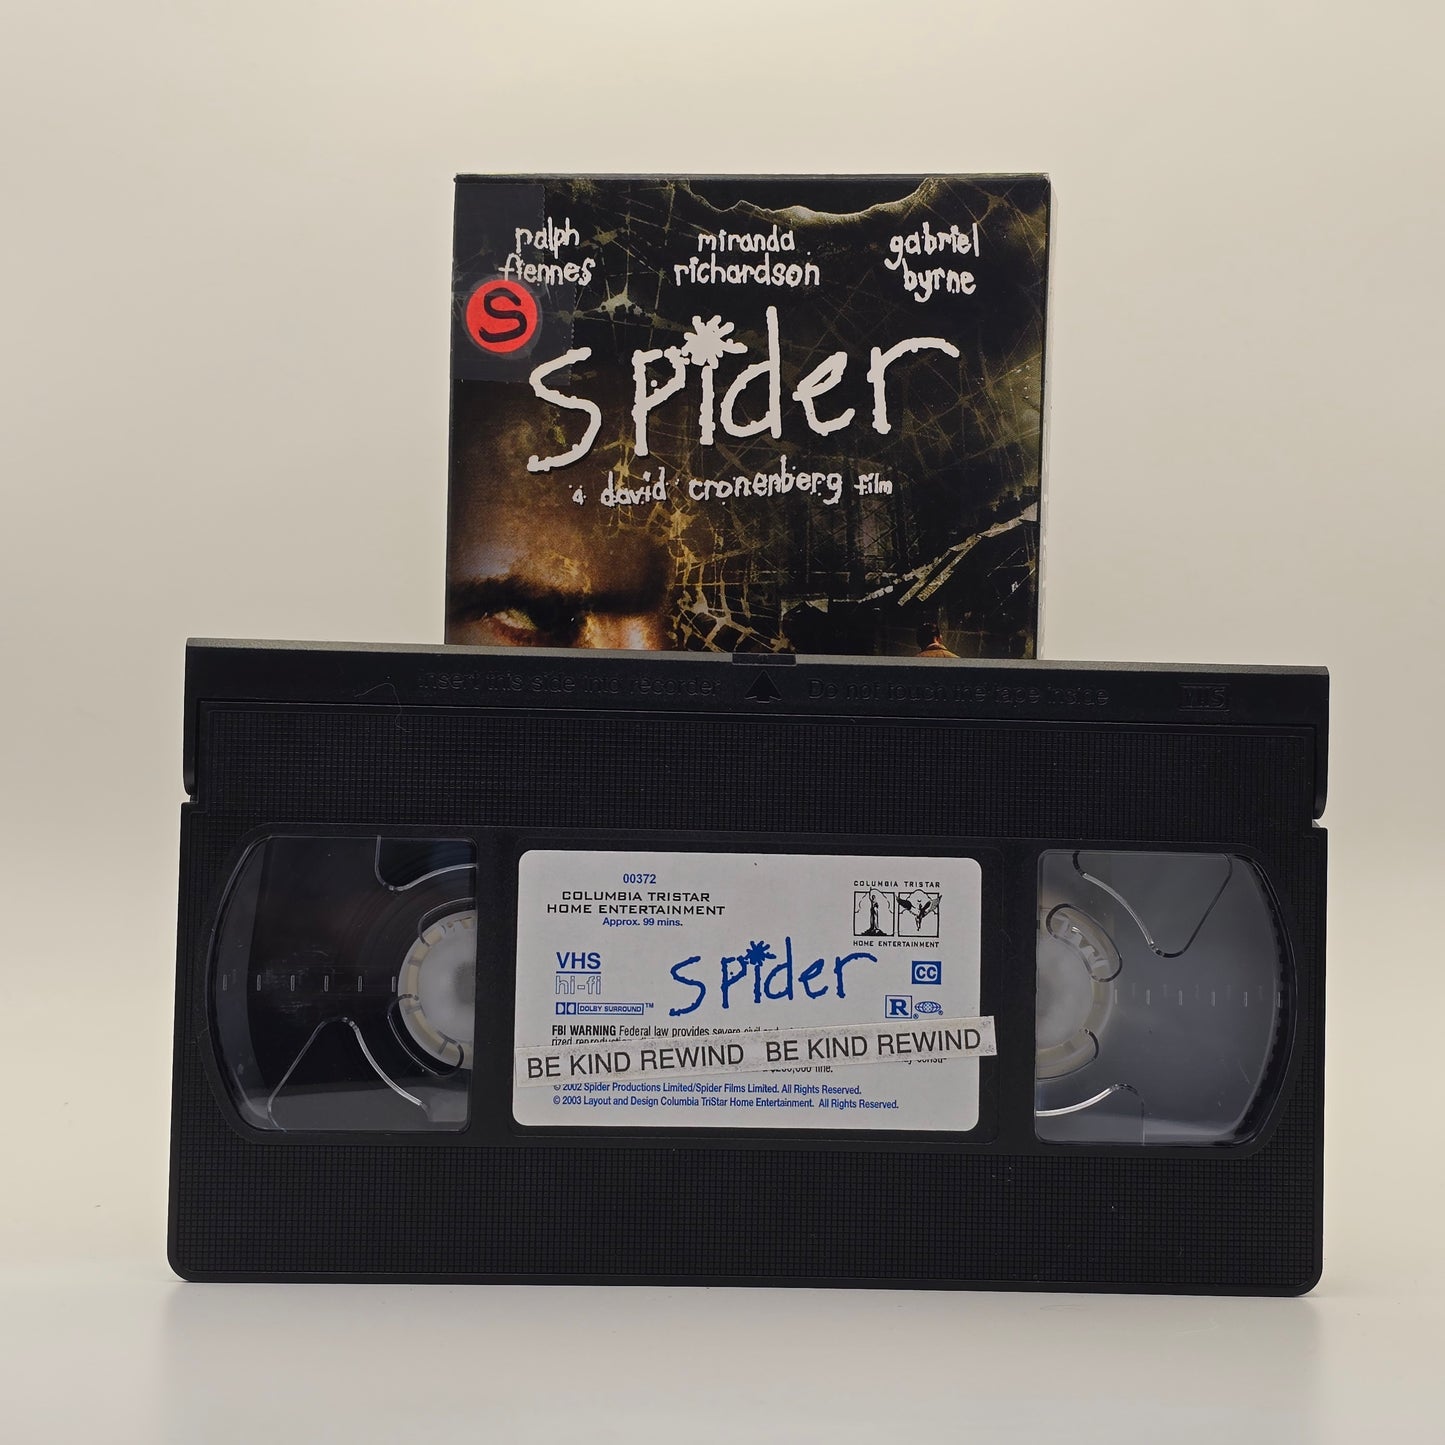 ralph fiennes
miranda richardson
gabriel byrne
S
spider
a david cronenberg film
Insert this side into recorder
Do not touch the tape inside
VHS
00372
COLUMBIA TRISTAR
HOME ENTERTAINMENT
Approx. 99 mins.
COLUMBIA TRISTAR
HOME ENTERTAINMENT
VHS
hi-fi
spider
CC
DOLBY SURROUND™
R
FBI WARNING Federal law provides severe civil and
BE KIND REWIND BE KIND REWIND
© 2002 Spider Productions Limited/Spider Films Limited. All Rights Reserved.
© 2003 Layout and Design Columbia TriStar Home Entertainment. All Rights Reserved.